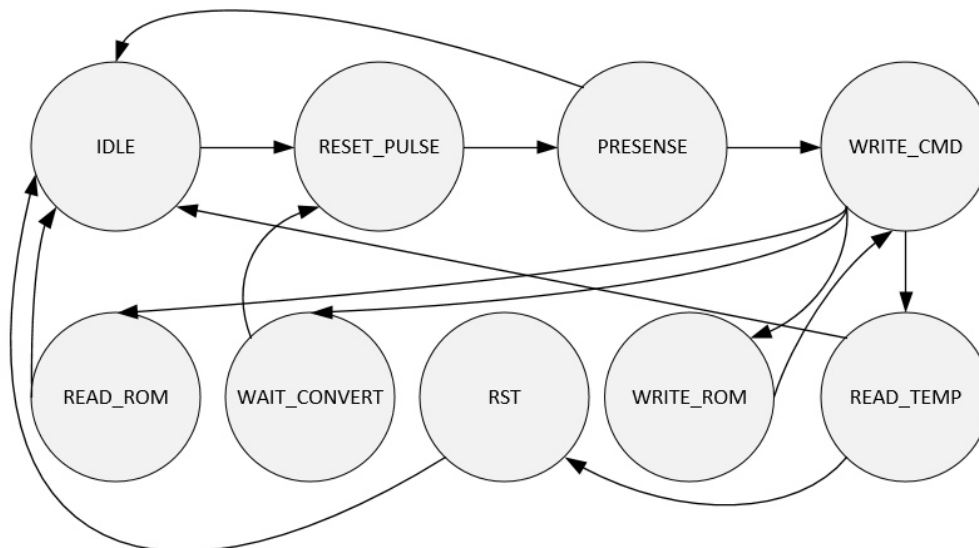 IDLE
RESET_PULSE
PRESENSE
WRITE_CMD
READ_ROM
WAIT_CONVERT
RST
WRITE_ROM
READ_TEMP